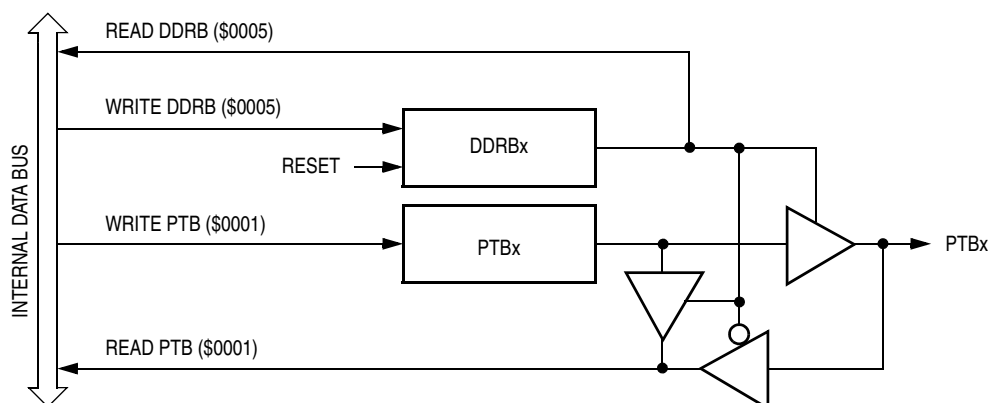 READ DDRB ($0005)
WRITE DDRB ($0005)
DDRBx
RESET
INTERNAL DATA BUS
WRITE PTB ($0001)
PTBx
PTBx
READ PTB ($0001)